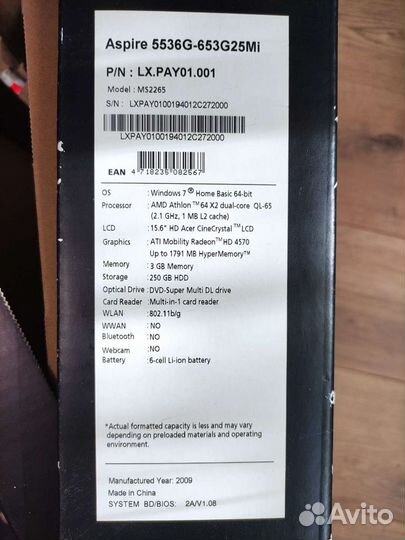 Aspire 5536G-653G25Mi
P/N : LX.PAY01.001
Model : MS2265
S/N : LXPAY0100194012C272000
LXPAY0100194012C272000
EAN 4 718235 082567
OS : Windows 7 ® Home Basic 64-bit
Processor : AMD Athlon ™ 64 X2 dual-core QL-65
(2.1 GHz, 1 MB L2 cache)
LCD : 15.6" HD Acer CineCrystal ™ LCD
Graphics : ATI Mobility Radeon ™ HD 4570
Up to 1791 MB HyperMemory ™
Memory : 3 GB Memory
Storage : 250 GB HDD
Optical Drive : DVD-Super Multi DL drive
Card Reader : Multi-in-1 card reader
WLAN : 802.11b/g
WWAN : NO
Bluetooth : NO
Webcam : NO
Battery : 6-cell Li-ion battery
*Actual formatted capacity is less and may vary
depending on preloaded materials and operating
environment.
Manufactured Year: 2009
Made in China
SYSTEM BD/BIOS: 2A/V1.08
Avito